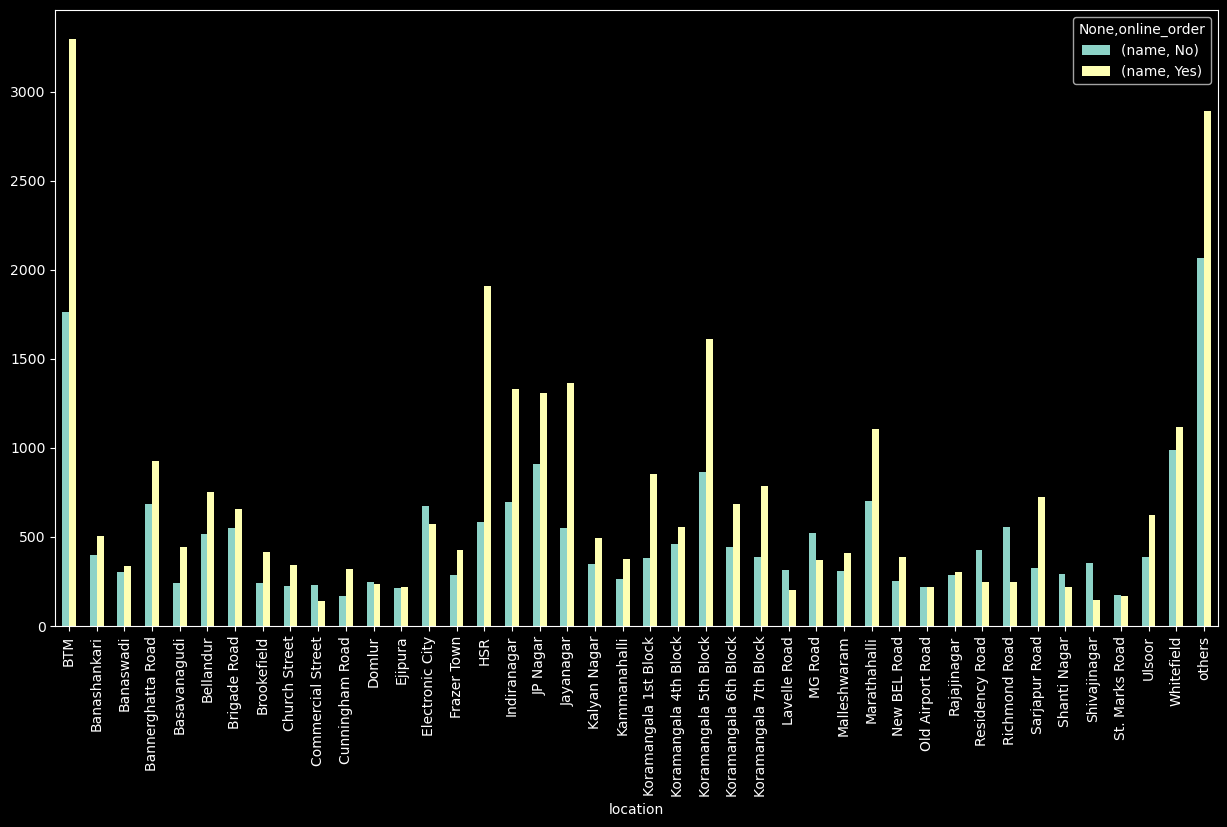 None,online_order
(name, No)
(name, Yes)
3000
2500
2000
1500
1000
500
0
BTM
Banashankari
Banaswadi
Bannerghatta Road
Basavanagudi
Bellandur
Brigade Road
Brookefield
Church Street
Commercial Street
Cunningham Road
Domlur
Ejipura
Electronic City
Frazer Town
HSR
Indiranagar
JP Nagar
Jayanagar
Kalyan Nagar
Kammanahalli
Koramangala 1st Block
Koramangala 4th Block
Koramangala 5th Block
Koramangala 6th Block
Koramangala 7th Block
Lavelle Road
MG Road
Malleshwaram
Marathahalli
New BEL Road
Old Airport Road
Rajajinagar
Residency Road
Richmond Road
Sarjapur Road
Shanti Nagar
Shivajinagar
St. Marks Road
Ulsoor
Whitefield
others
location